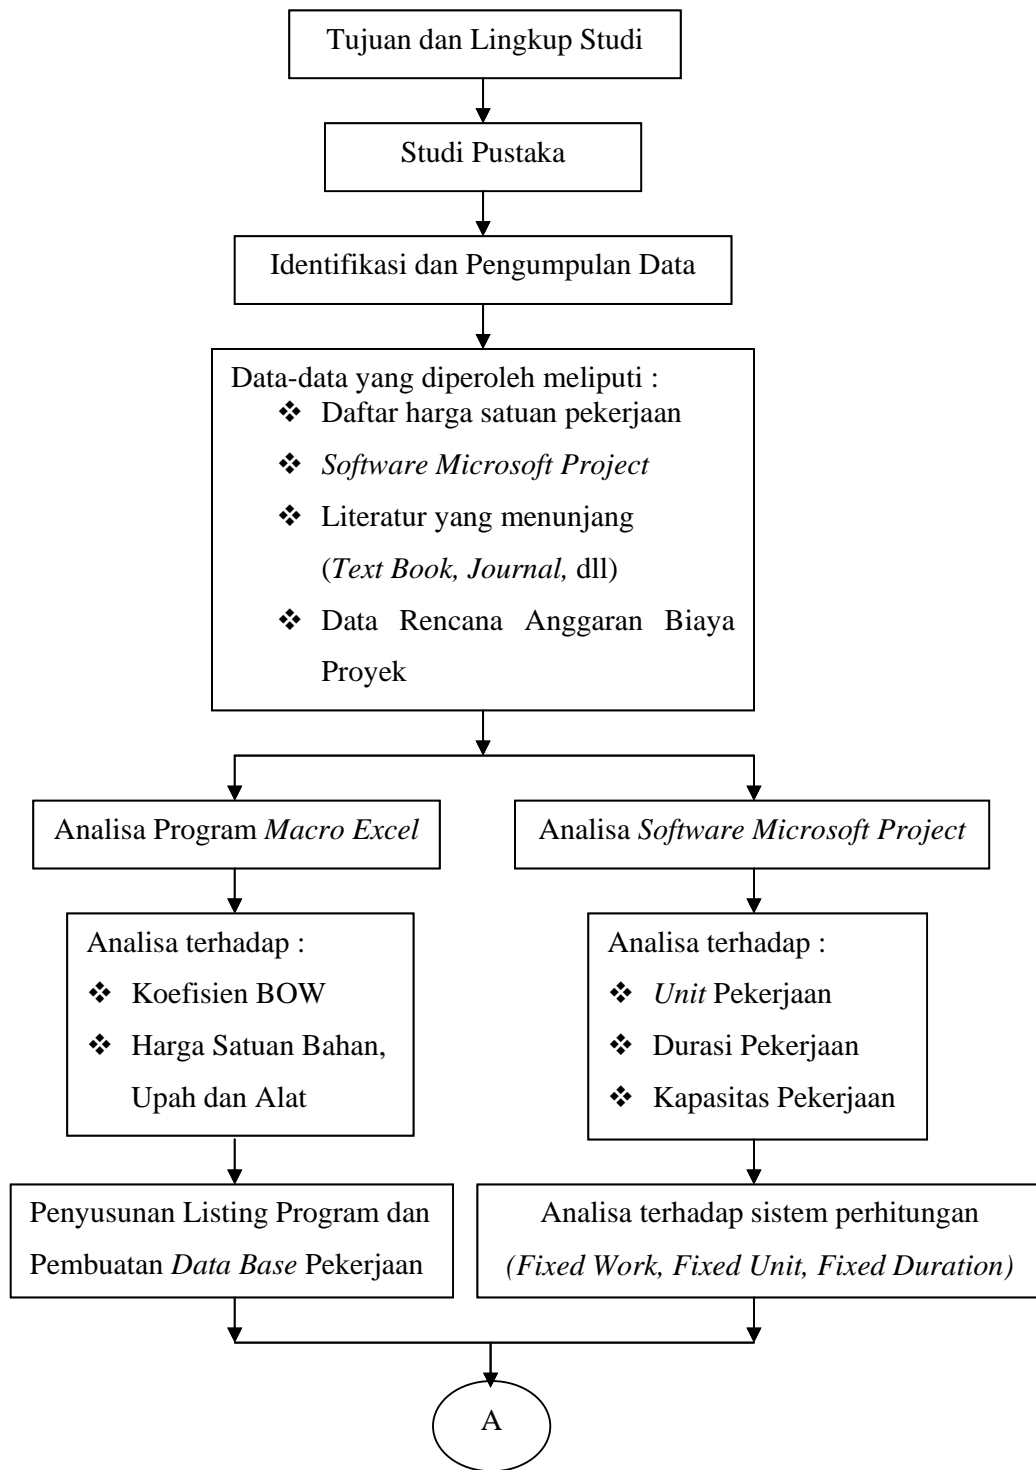 Tujuan dan Lingkup Studi
Studi Pustaka
Identifikasi dan Pengumpulan Data
Data-data yang diperoleh meliputi :
❖ Daftar harga satuan pekerjaan
❖ Software Microsoft Project
❖ Literatur yang menunjang
(Text Book, Journal, dll)
❖ Data Rencana Anggaran Biaya
Proyek
Analisa Program Macro Excel
Analisa Software Microsoft Project
Analisa terhadap :
❖ Koefisien BOW
❖ Harga Satuan Bahan,
Upah dan Alat
Analisa terhadap :
❖ Unit Pekerjaan
❖ Durasi Pekerjaan
❖ Kapasitas Pekerjaan
Penyusunan Listing Program dan
Pembuatan Data Base Pekerjaan
Analisa terhadap sistem perhitungan
(Fixed Work, Fixed Unit, Fixed Duration)
A